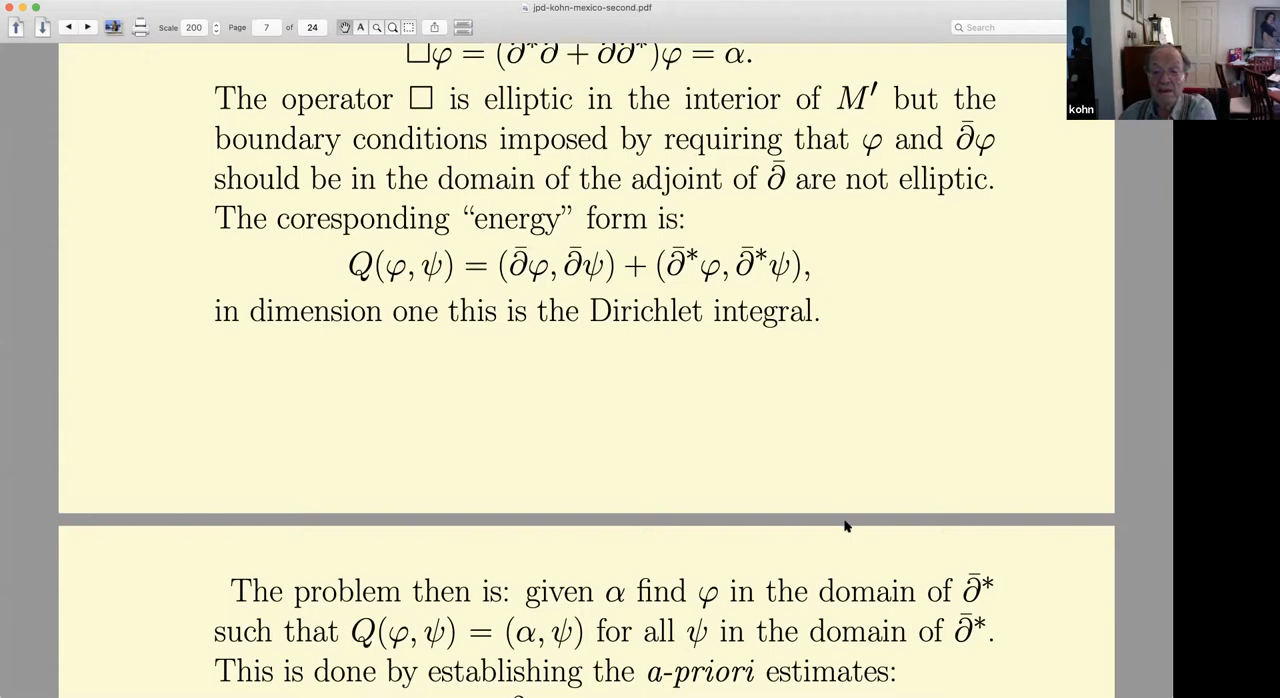 jpd-kohn-mexico-second.pdf
Scale 200 Page 7 of 24 Search
□φ = (∂̄*∂̄ + ∂̄∂̄*)φ = α.
The operator □ is elliptic in the interior of M′ but the
boundary conditions imposed by requiring that φ and ∂̄φ
should be in the domain of the adjoint of ∂̄ are not elliptic.
The coresponding “energy” form is:
Q(φ, ψ) = (∂̄φ, ∂̄ψ) + (∂̄*φ, ∂̄*ψ),
in dimension one this is the Dirichlet integral.
The problem then is: given α find φ in the domain of ∂̄*
such that Q(φ, ψ) = (α, ψ) for all ψ in the domain of ∂̄*.
This is done by establishing the a-priori estimates:
kohn